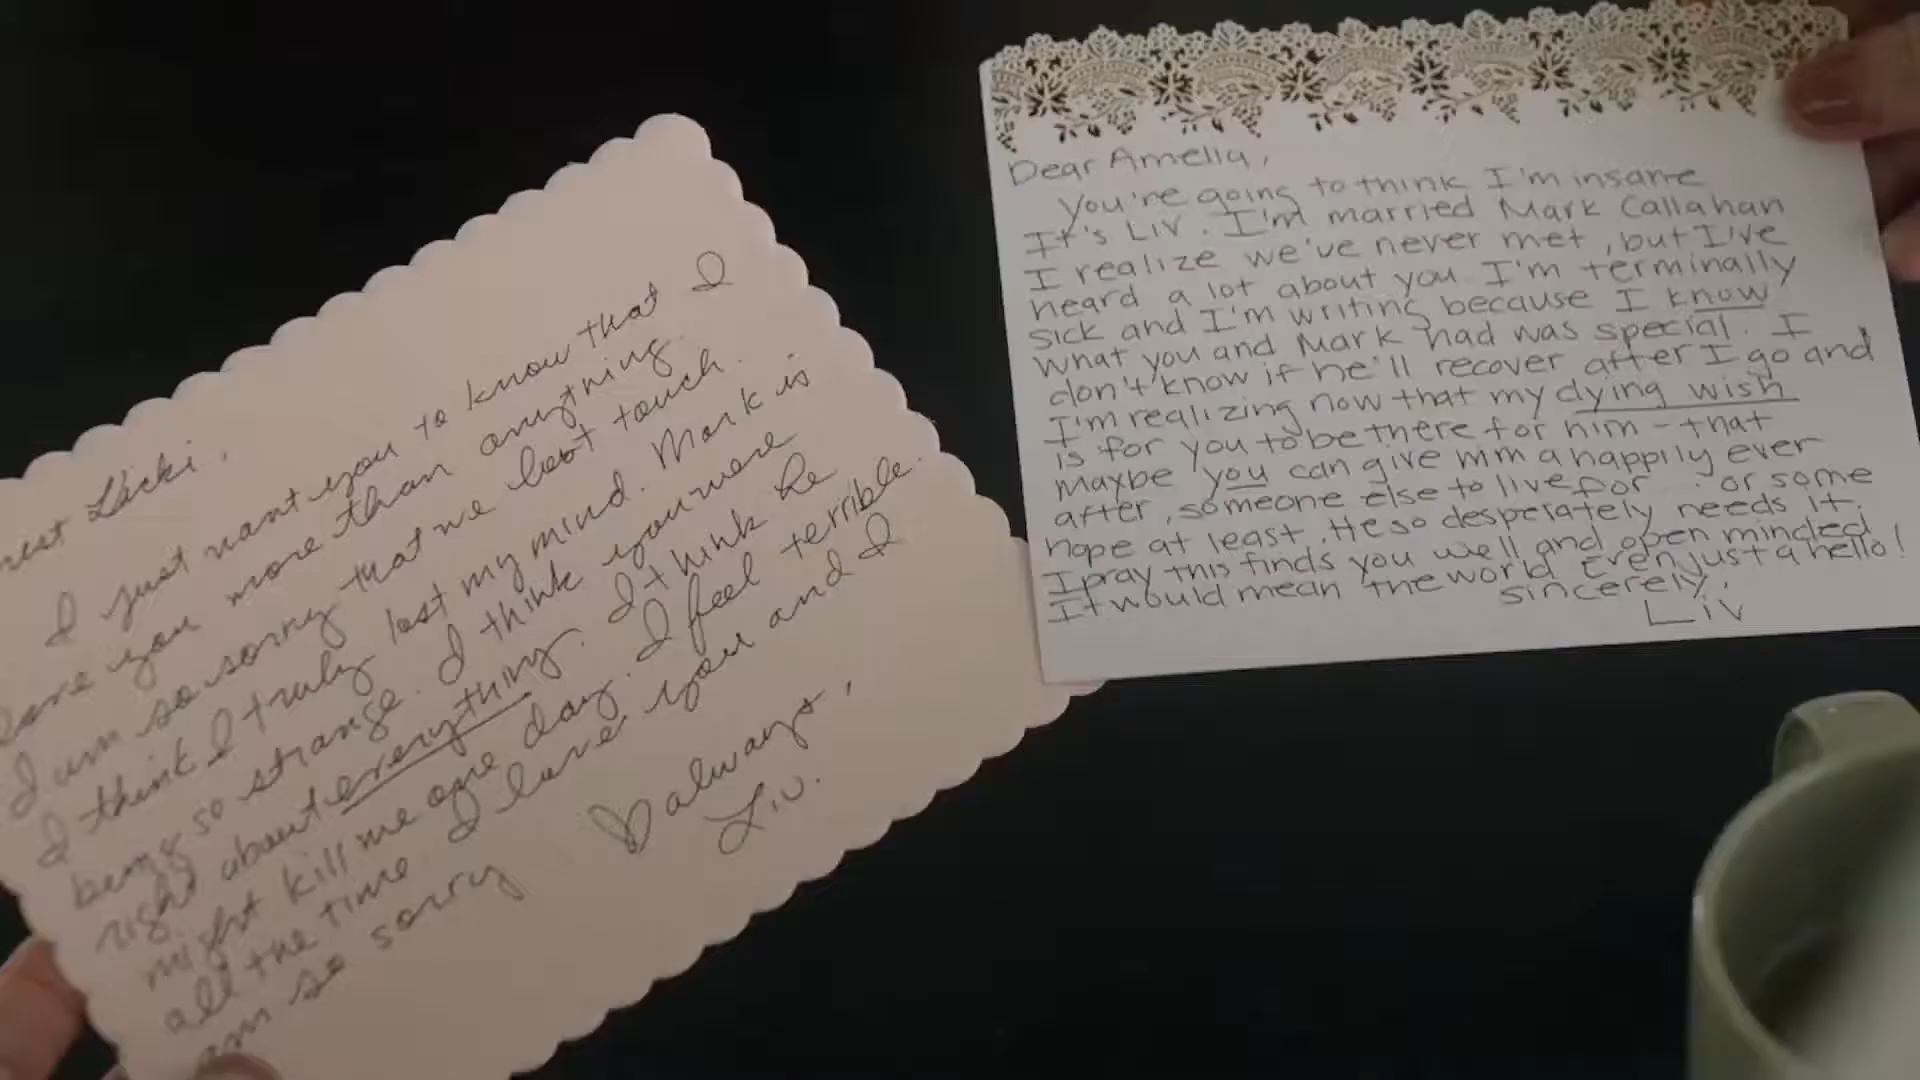 I just want you to know that I
love you more than anything.
I am so sorry that we lost touch.
I think I truly lost my mind. Mark is
being so strange. I think you were
right about everything. I think he
might kill me one day. I feel terrible
all the time. I love you and I
am so sorry
always,
Liv.
Dear Amelia,
You're going to think I'm insane
It's Liv. I'm married Mark Callahan
I realize we've never met, but I've
heard a lot about you. I'm terminally
sick and I'm writing because I know
what you and Mark had was special. I
don't know if he'll recover after I go and
I'm realizing now that my dying wish
is for you to be there for him - that
maybe you can give mm a happily ever
after, someone else to live for... or some
hope at least. He so desperately needs it.
I pray this finds you well and open minded
It would mean the world Even just a hello!
sincerely,
Liv